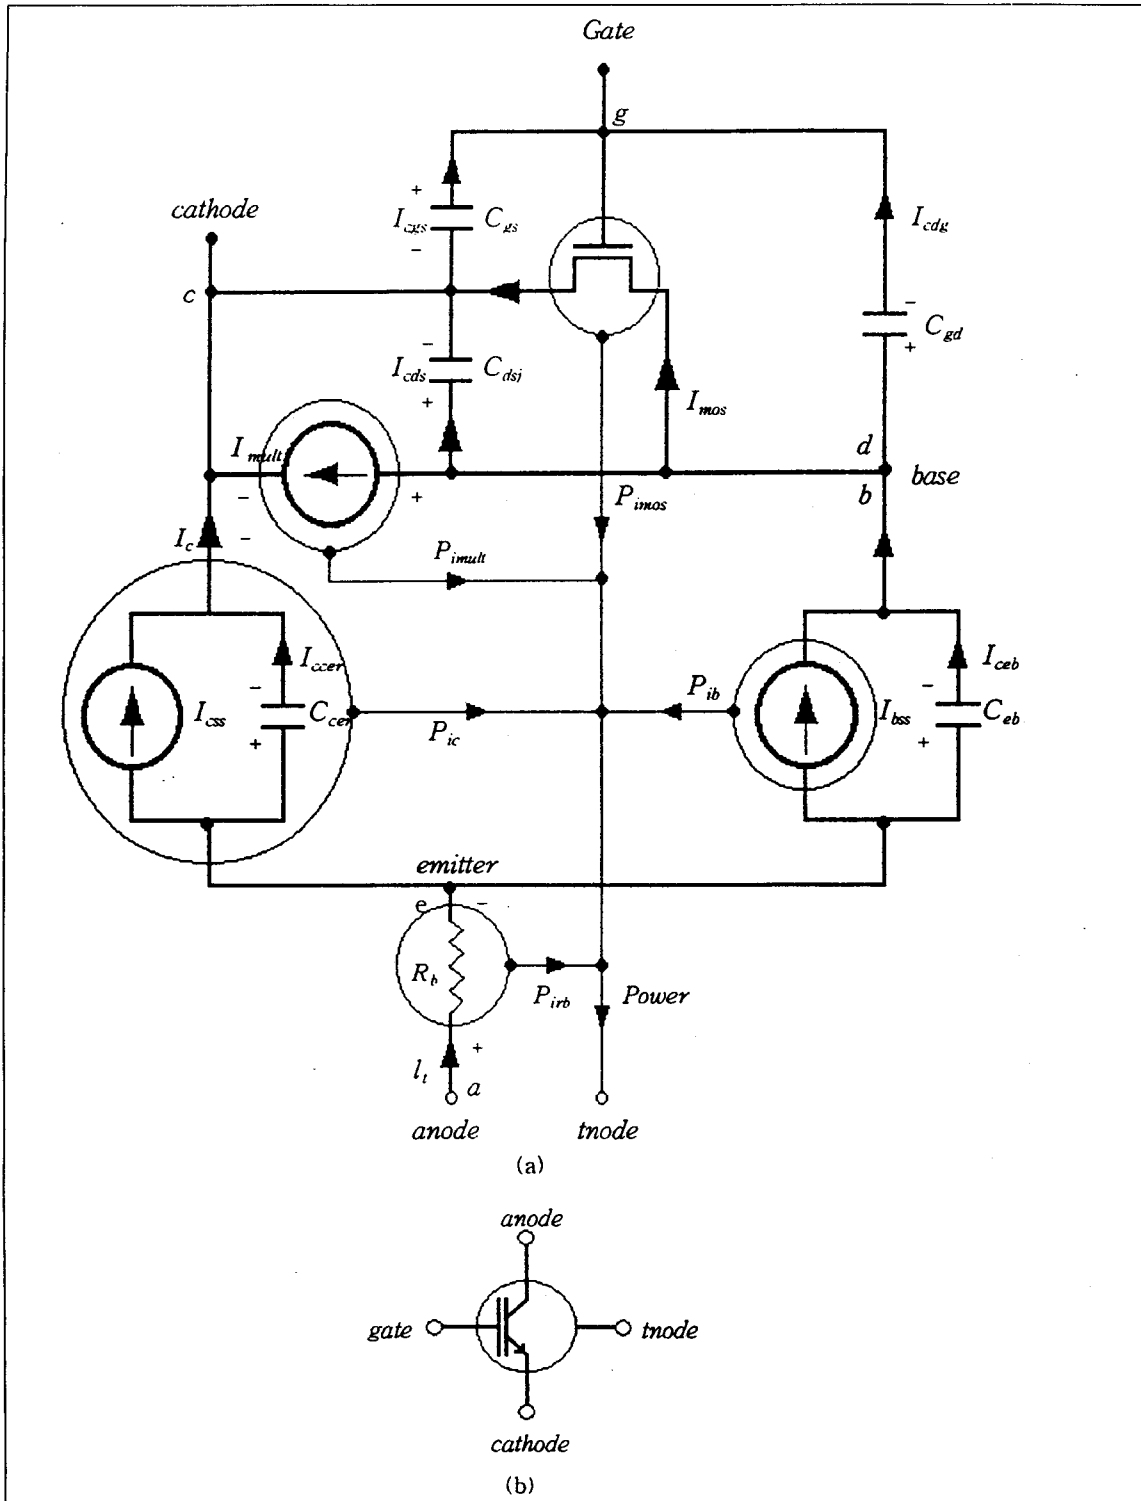 Gate
g
+
I_cgs C_gs
-
I_cdg
cathode
c
-
C_gd
+
-
I_cds C_dsj
+
I_mos
I_mult
- +
d
b
base
P_imos
I_c -
P_imult
I_ccer
-
I_css C_cer
+
P_ic
P_ib
I_bss
I_ceb
-
C_eb
+
emitter
e -
R_b
P_irb
Power
+
I_t
a
anode
tnode
(a)
anode
gate
tnode
cathode
(b)